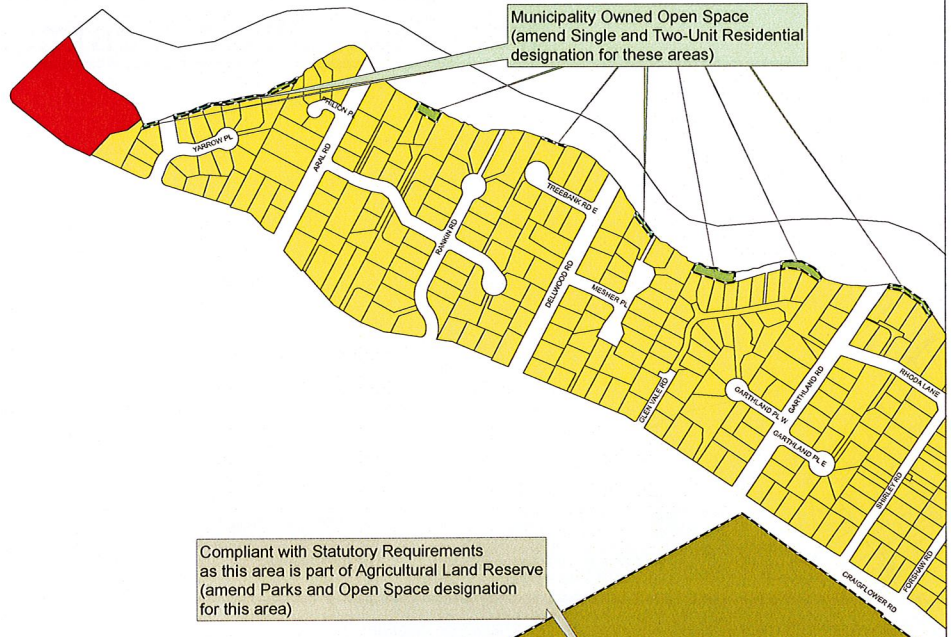 Municipality Owned Open Space
(amend Single and Two-Unit Residential
designation for these areas)
PHILION P
YARROW PL
ARAL RD
TREEBANK RD E
RANKIN RD
DELLWOOD RD
MESHER PL
RHODA LANE
GARTHLAND RD
GLEN VALE RD
GARTHLAND PL W
GARTHLAND PL E
SHIRLEY RD
FORSHAW RD
CRAIGFLOWER RD
Compliant with Statutory Requirements
as this area is part of Agricultural Land Reserve
(amend Parks and Open Space designation
for this area)